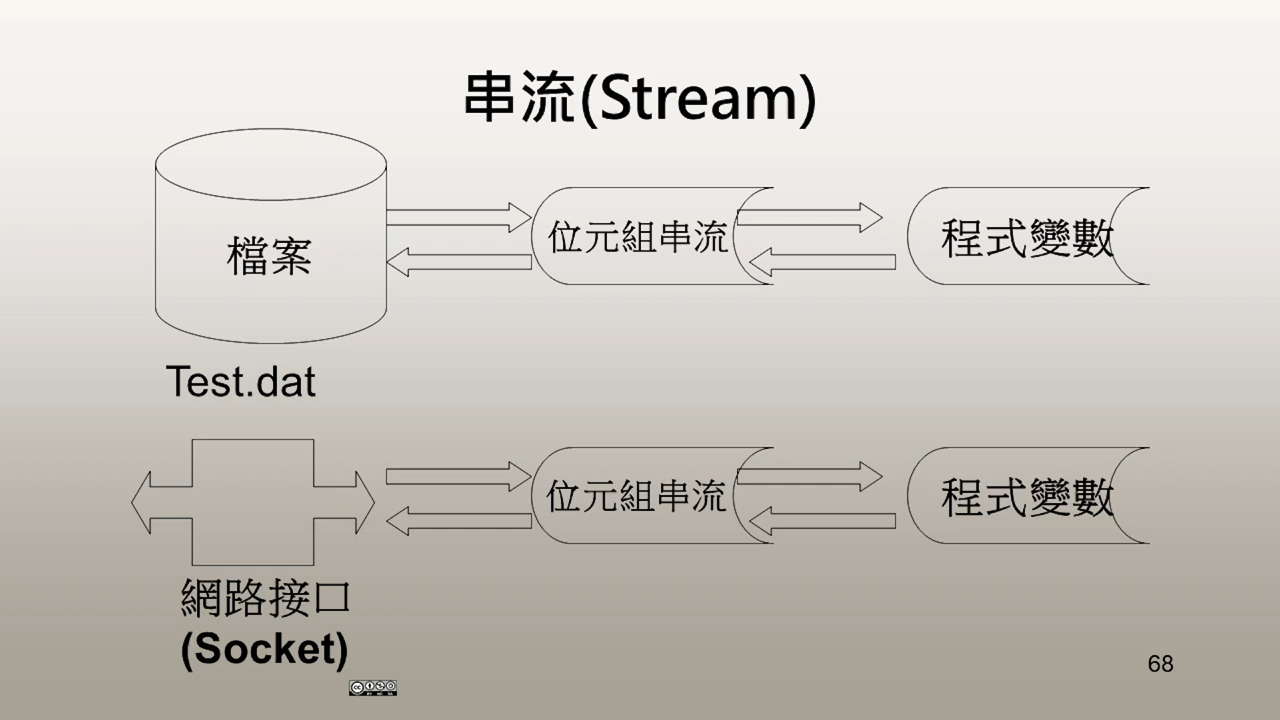 串流(Stream)
檔案
位元組串流
程式變數
Test.dat
位元組串流
程式變數
網路接口
(Socket)
68